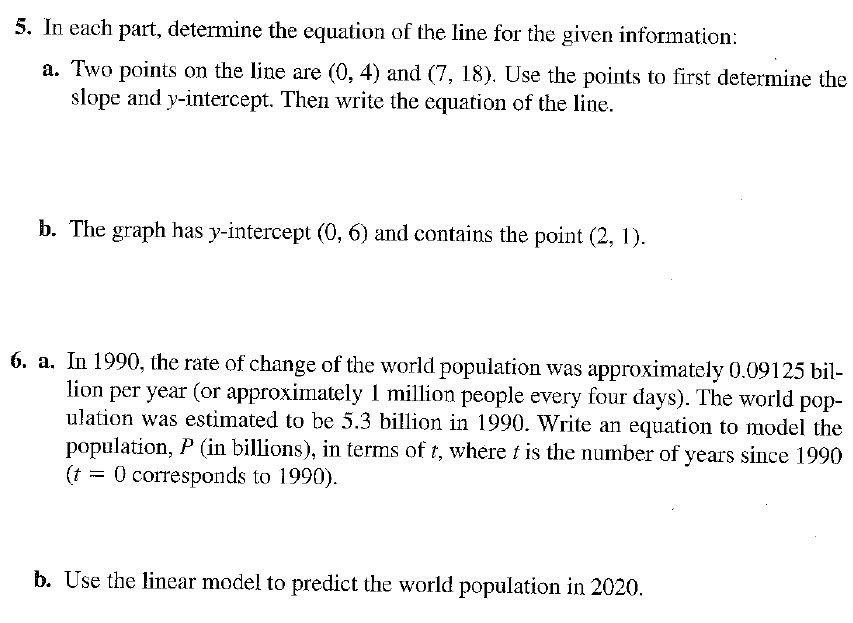 5. In each part, determine the equation of the line for the given information:
a. Two points on the line are (0, 4) and (7, 18). Use the points to first determine the
slope and y-intercept. Then write the equation of the line.
b. The graph has y-intercept (0, 6) and contains the point (2, 1).
6. a. In 1990, the rate of change of the world population was approximately 0.09125 bil-
lion per year (or approximately 1 million people every four days). The world pop-
ulation was estimated to be 5.3 billion in 1990. Write an equation to model the
population, P (in billions), in terms of t, where t is the number of years since 1990
(t = 0 corresponds to 1990).
b. Use the linear model to predict the world population in 2020.